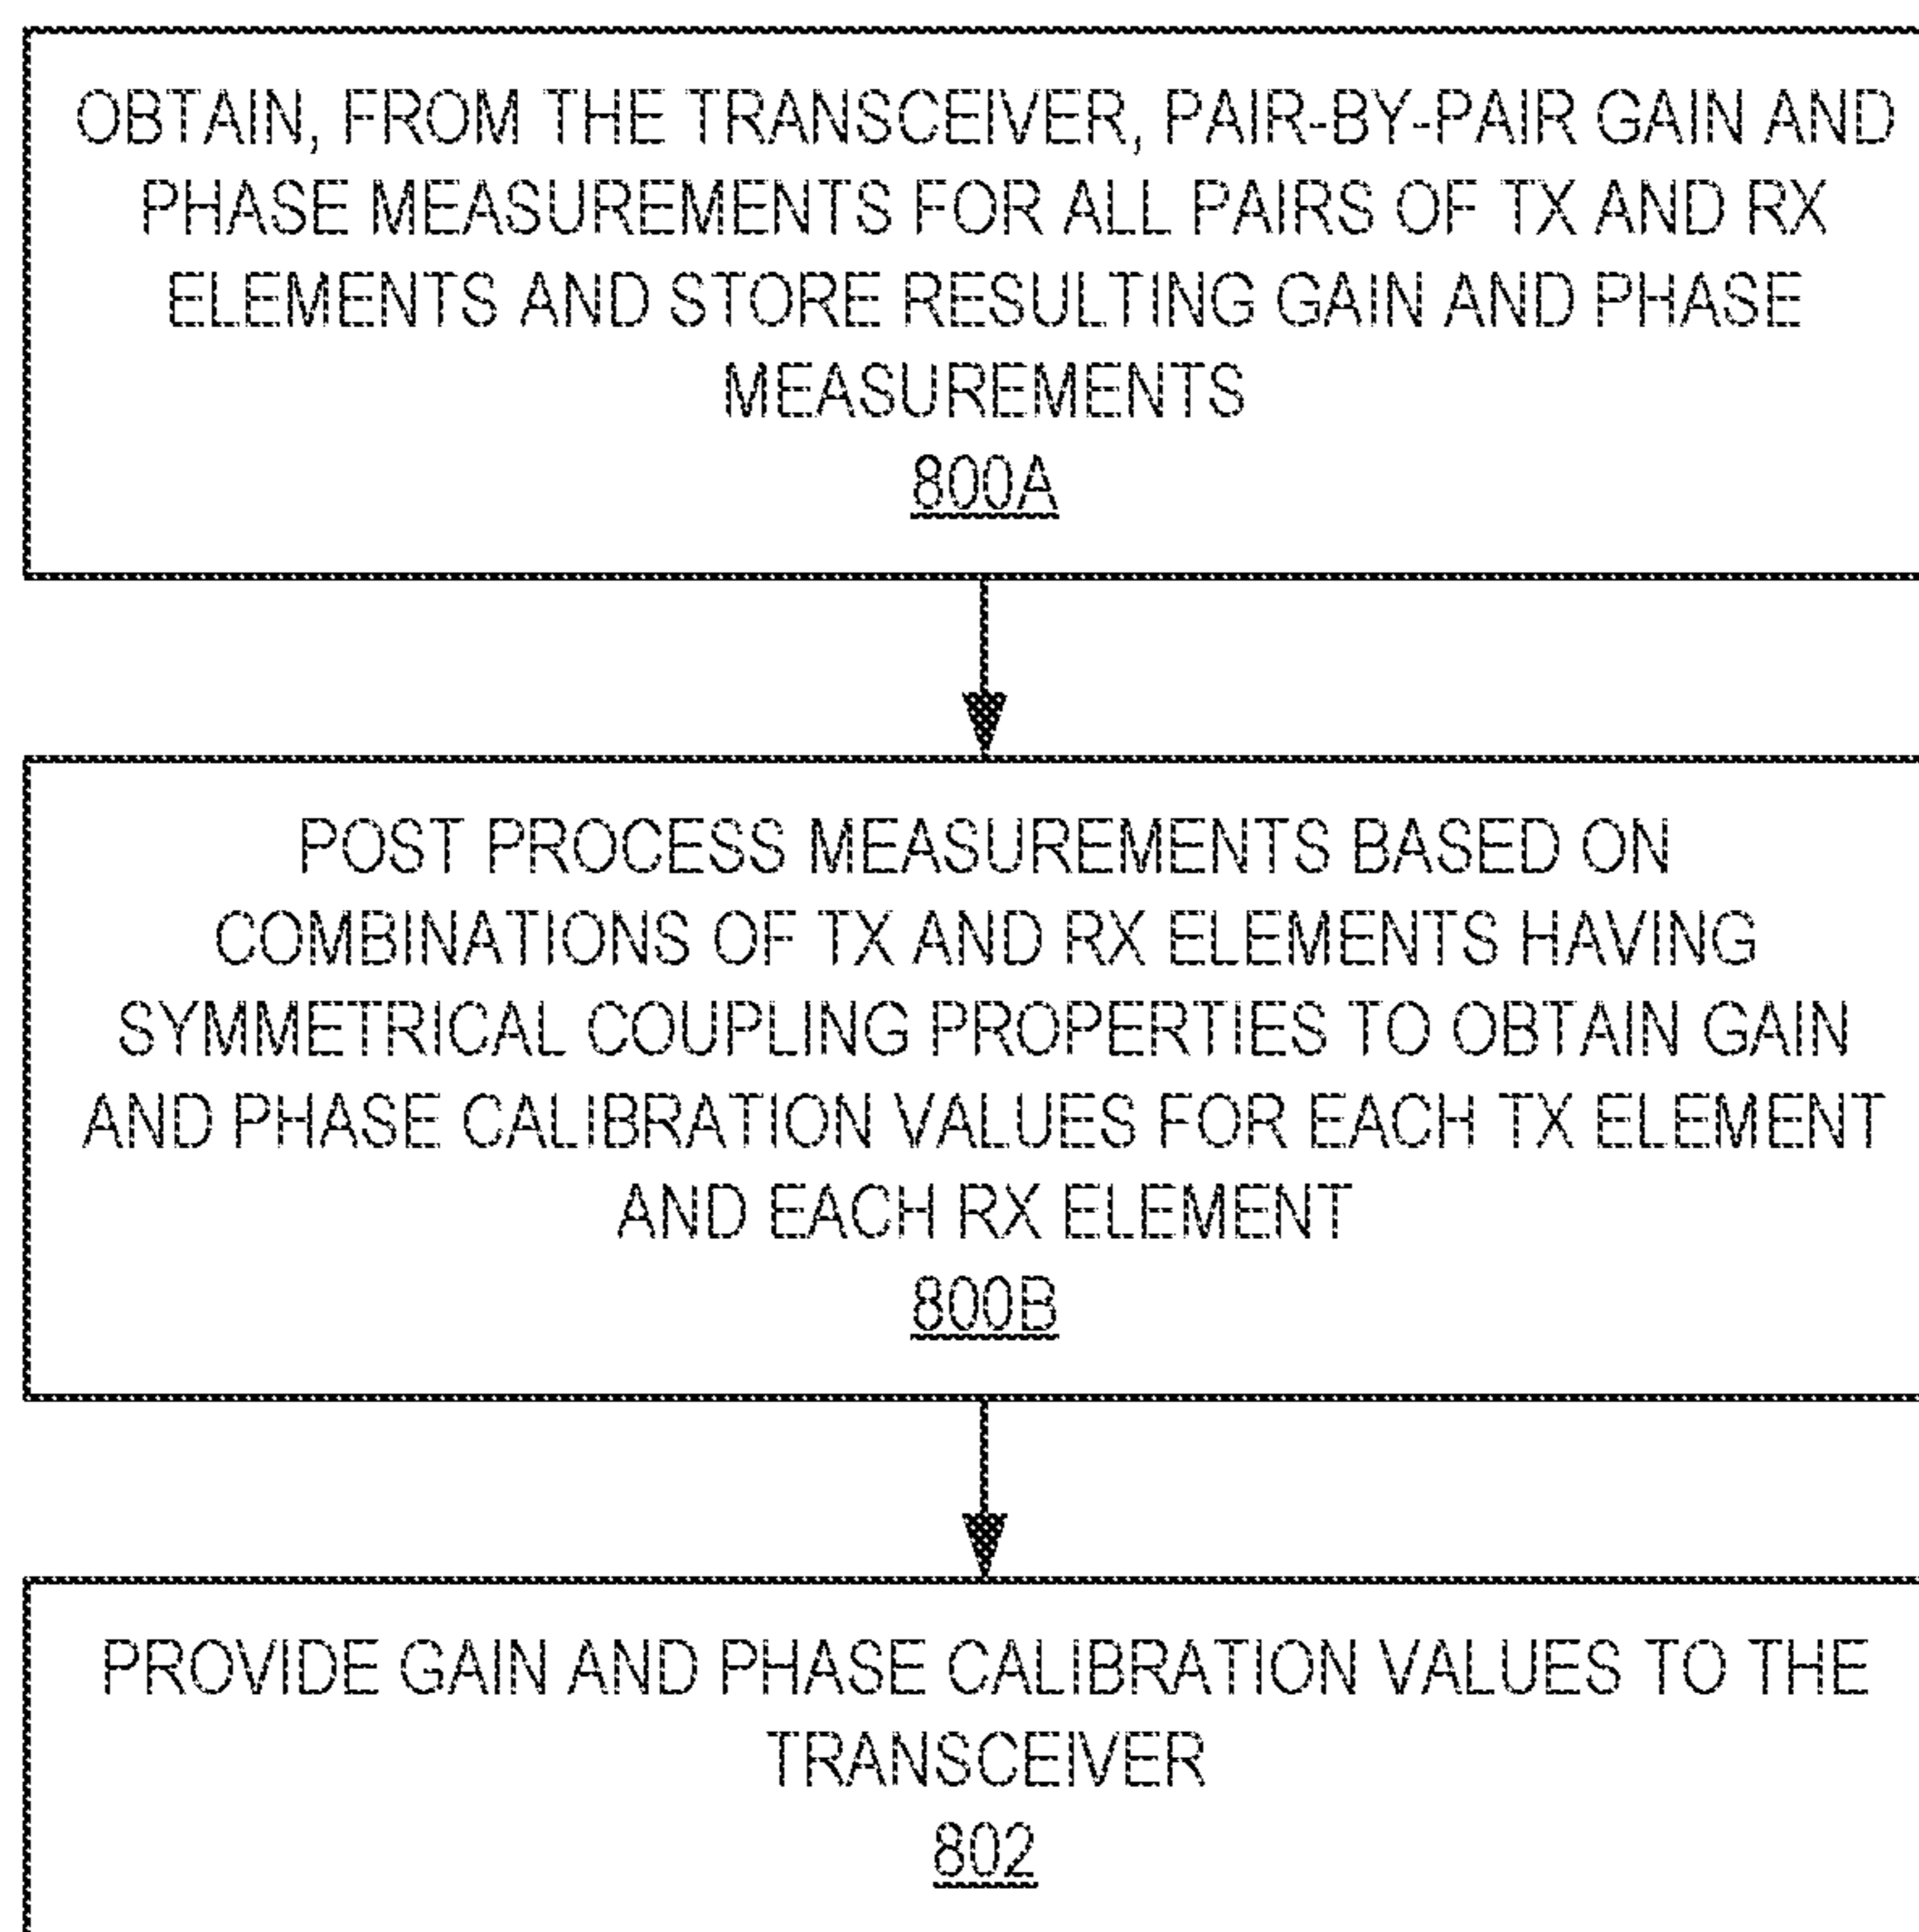 OBTAIN, FROM THE TRANSCEIVER, PAIR-BY-PAIR GAIN AND
PHASE MEASUREMENTS FOR ALL PAIRS OF TX AND RX
ELEMENTS AND STORE RESULTING GAIN AND PHASE
MEASUREMENTS
800A
POST PROCESS MEASUREMENTS BASED ON
COMBINATIONS OF TX AND RX ELEMENTS HAVING
SYMMETRICAL COUPLING PROPERTIES TO OBTAIN GAIN
AND PHASE CALIBRATION VALUES FOR EACH TX ELEMENT
AND EACH RX ELEMENT
800B
PROVIDE GAIN AND PHASE CALIBRATION VALUES TO THE
TRANSCEIVER
802